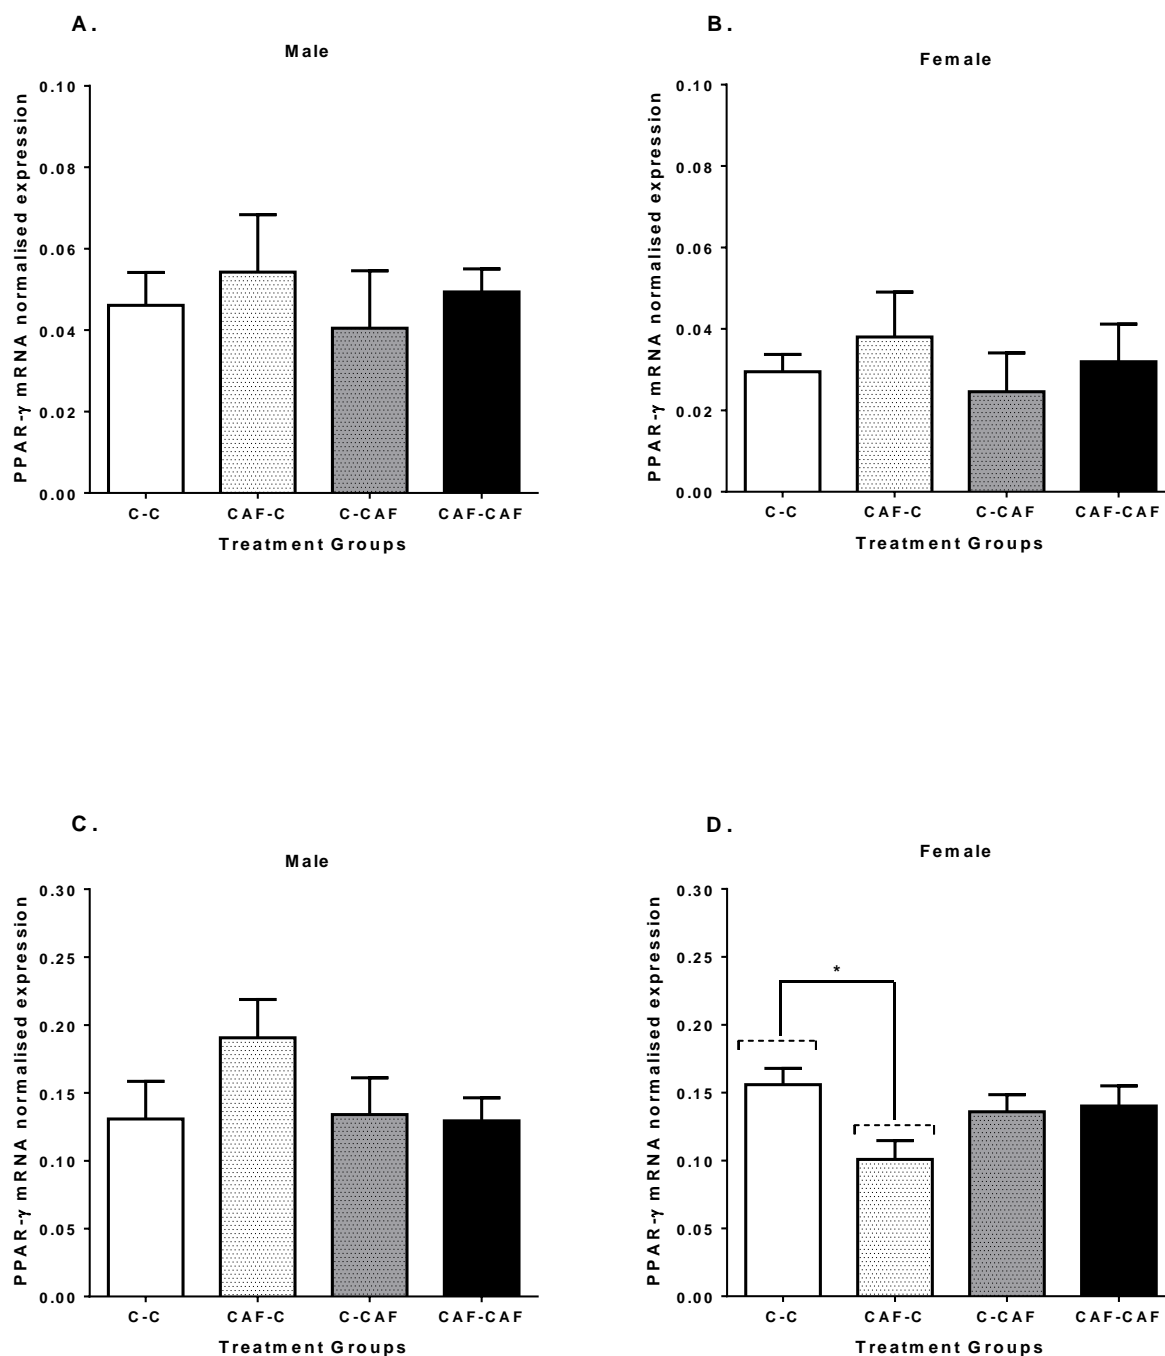 A.
Male
PPAR-γ mRNA normalised expression
0.10
0.08
0.06
0.04
0.02
0.00
C-C CAF-C C-CAF CAF-CAF
Treatment Groups
B.
Female
PPAR-γ mRNA normalised expression
0.10
0.08
0.06
0.04
0.02
0.00
C-C CAF-C C-CAF CAF-CAF
Treatment Groups
C.
Male
PPAR-γ mRNA normalised expression
0.30
0.25
0.20
0.15
0.10
0.05
0.00
C-C CAF-C C-CAF CAF-CAF
Treatment Groups
D.
Female
PPAR-γ mRNA normalised expression
0.30
0.25
0.20
0.15
0.10
0.05
0.00
*
C-C CAF-C C-CAF CAF-CAF
Treatment Groups